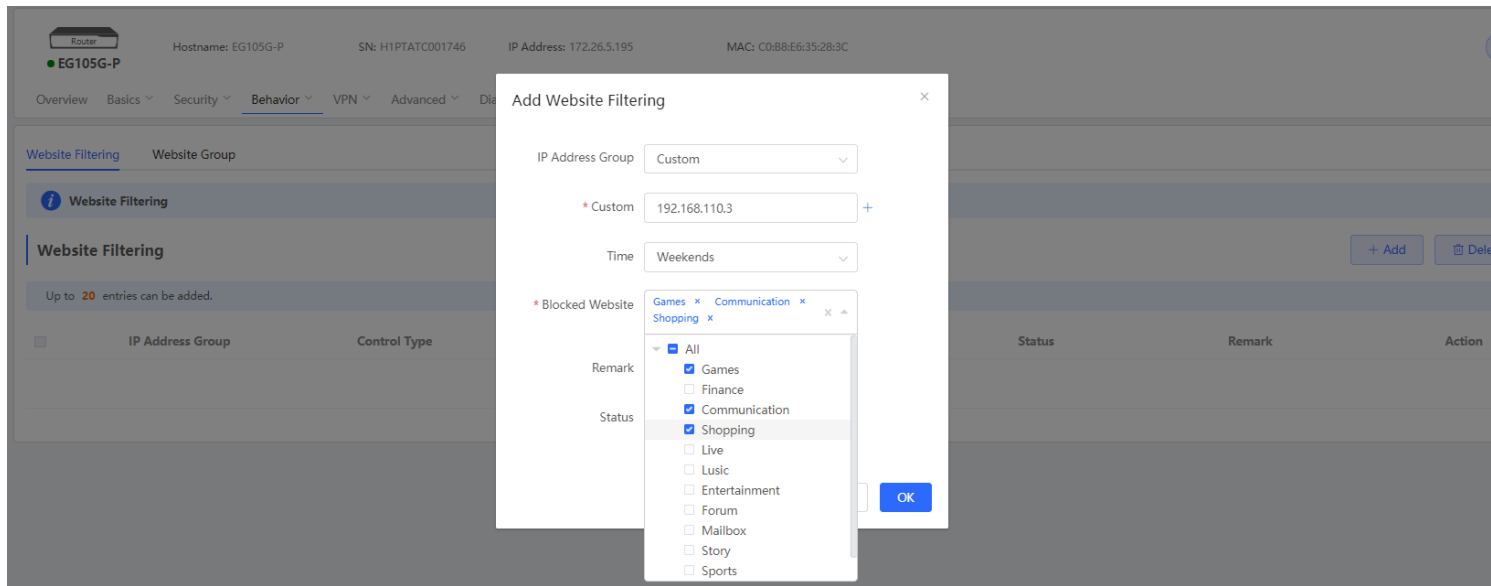 Router
Hostname: EG105G-P SN: H1PTATC001746 IP Address: 172.26.5.195 MAC: C0:B8:E6:35:28:3C
EG105G-P
Overview Basics Security Behavior VPN Advanced Dia
Website Filtering Website Group
Website Filtering
Website Filtering
+ Add Dele
Up to 20 entries can be added.
IP Address Group Control Type Status Remark Action
Add Website Filtering ×
IP Address Group Custom
* Custom 192.168.110.3 +
Time Weekends
* Blocked Website Games × Communication ×
Shopping × x
Remark
Status
All
Games
Finance
Communication
Shopping
Live
Lusic
Entertainment
Forum
Mailbox
Story
Sports
OK